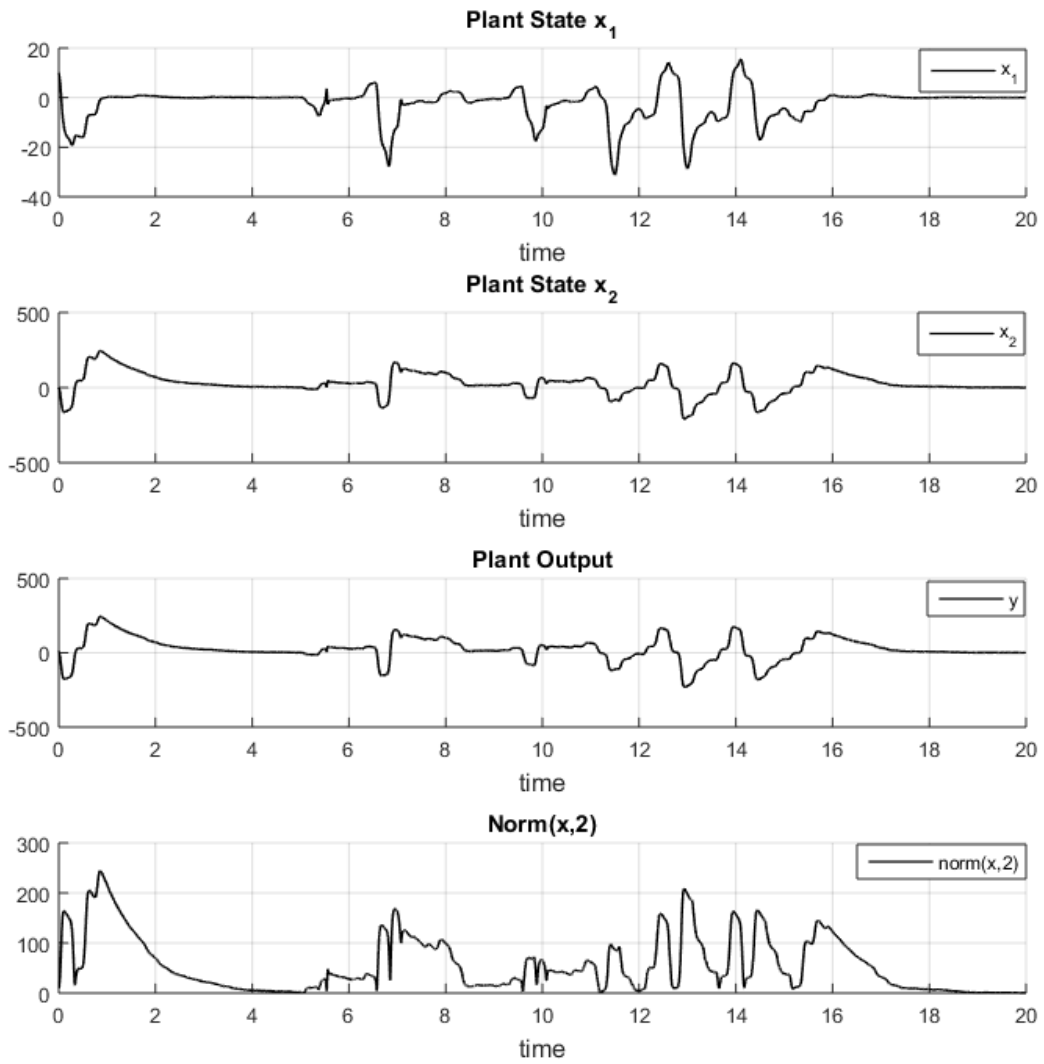 Plant State x₁
20
x₁
0
-20
-40
0 2 4 6 8 10 12 14 16 18 20
time
Plant State x₂
500
x₂
0
-500
0 2 4 6 8 10 12 14 16 18 20
time
Plant Output
500
y
0
-500
0 2 4 6 8 10 12 14 16 18 20
time
Norm(x,2)
300
norm(x,2)
200
100
0
0 2 4 6 8 10 12 14 16 18 20
time